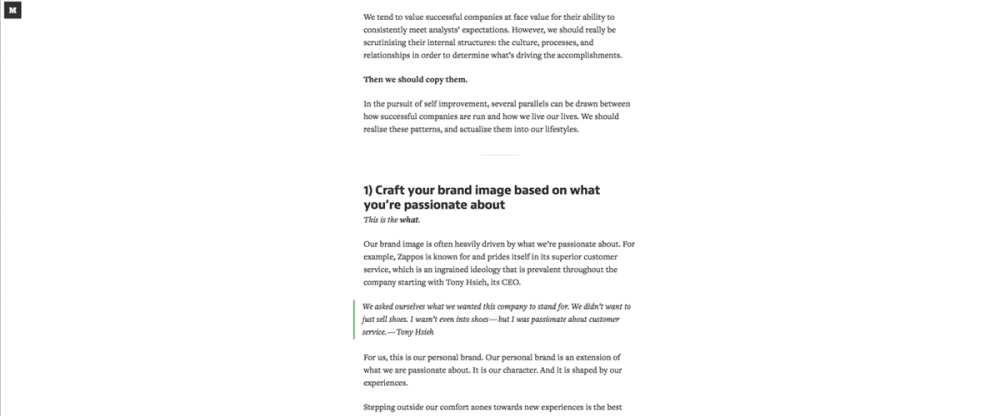 M
We tend to value successful companies at face value for their ability to
consistently meet analysts' expectations. However, we should really be
scrutinizing their internal structures: the culture, processes, and
relationships in order to determine what's driving the accomplishments.
Then we should copy them.
In the pursuit of self improvement, several parallels can be drawn between
how successful companies are run and how we live our lives. We should
realize these patterns, and actualize them into our lifestyles.
1) Craft your brand image based on what
you're passionate about
This is the what.
Our brand image is often heavily driven by what we're passionate about. For
example, Zappos is known for and prides itself in its superior customer
service, which is an ingrained ideology that is prevalent throughout the
company starting with Tony Hsieh, its CEO.
We asked ourselves what we wanted this company to stand for. We didn't want to
just sell shoes. I wasn't even into shoes — but I was passionate about customer
service. — Tony Hsieh
For us, this is our personal brand. Our personal brand is an extension of
what we are passionate about. It is our character. And it is shaped by our
experiences.
Stepping outside our comfort zones towards new experiences is the best